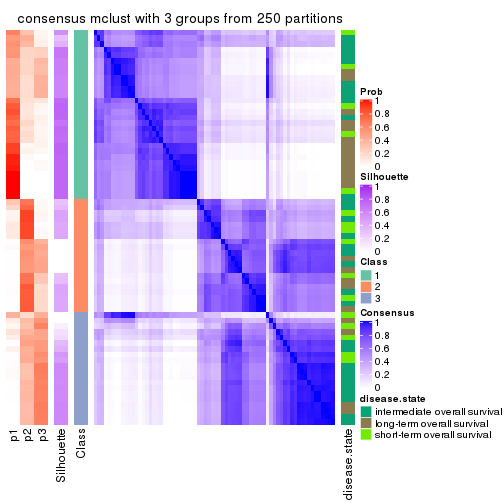 consensus mclust with 3 groups from 250 partitions
Prob
1
0.8
0.6
0.4
0.2
0
Silhouette
1
0.8
0.6
0.4
0.2
0
Class
1
2
3
Consensus
1
0.8
0.6
0.4
0.2
0
disease.state
intermediate overall survival
long-term overall survival
short-term overall survival
p1
p2
p3
Silhouette
Class
disease.state